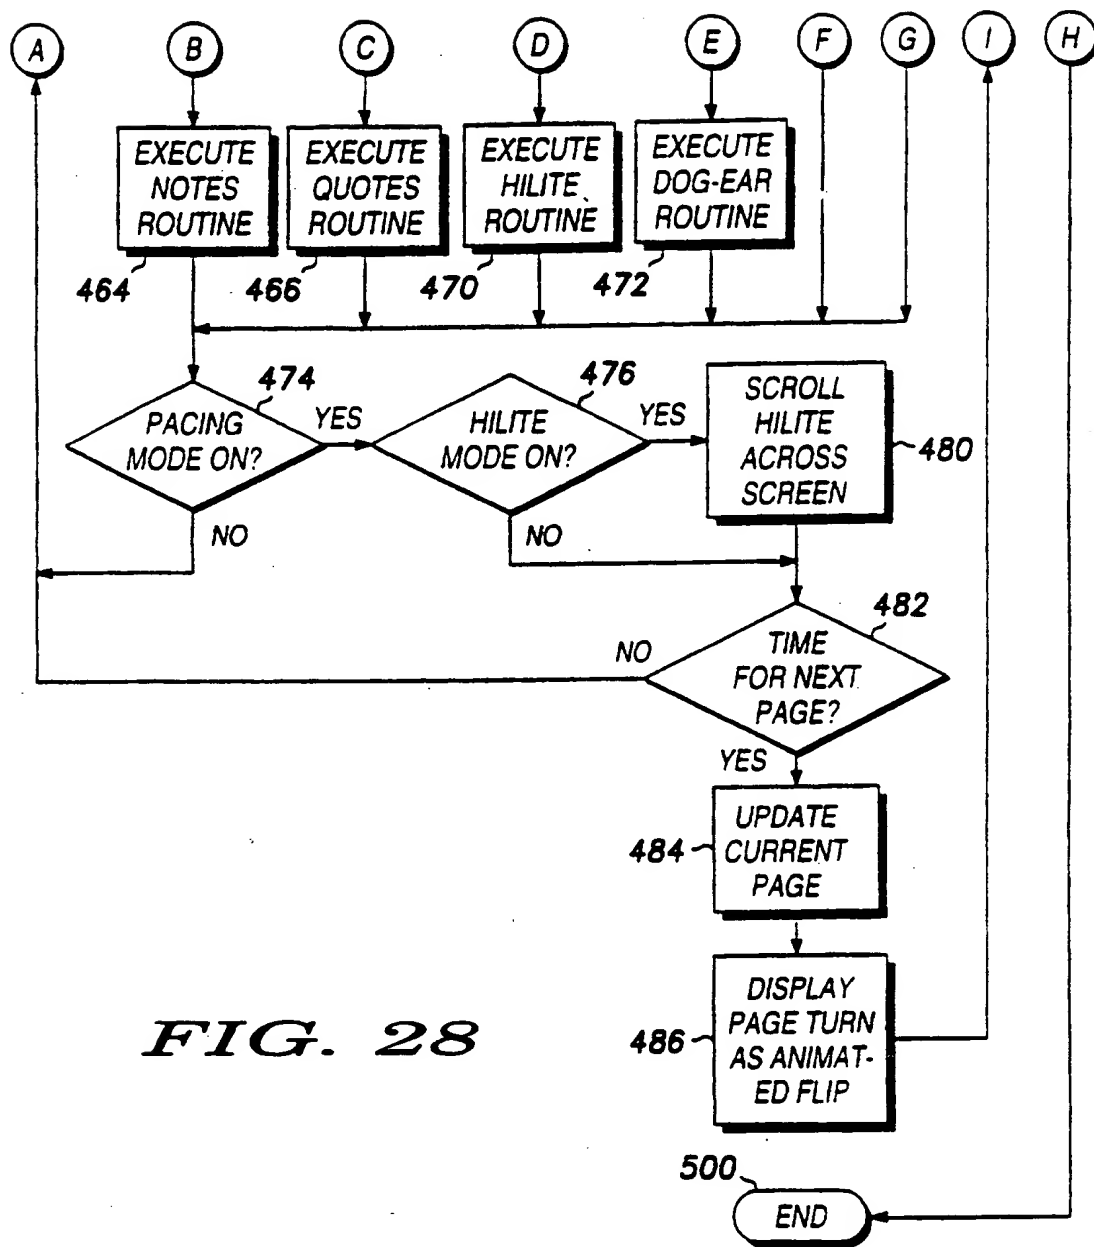 A B C D E F G I H
EXECUTE
NOTES
ROUTINE
464
EXECUTE
QUOTES
ROUTINE
466
EXECUTE
HILITE
ROUTINE
470
EXECUTE
DOG-EAR
ROUTINE
472
PACING
MODE ON?
474
YES
NO
HILITE
MODE ON?
476
YES
NO
SCROLL
HILITE
ACROSS
SCREEN
480
TIME
FOR NEXT
PAGE?
482
NO
YES
UPDATE
CURRENT
PAGE
484
DISPLAY
PAGE TURN
AS ANIMAT-
ED FLIP
486
FIG. 28
500
END